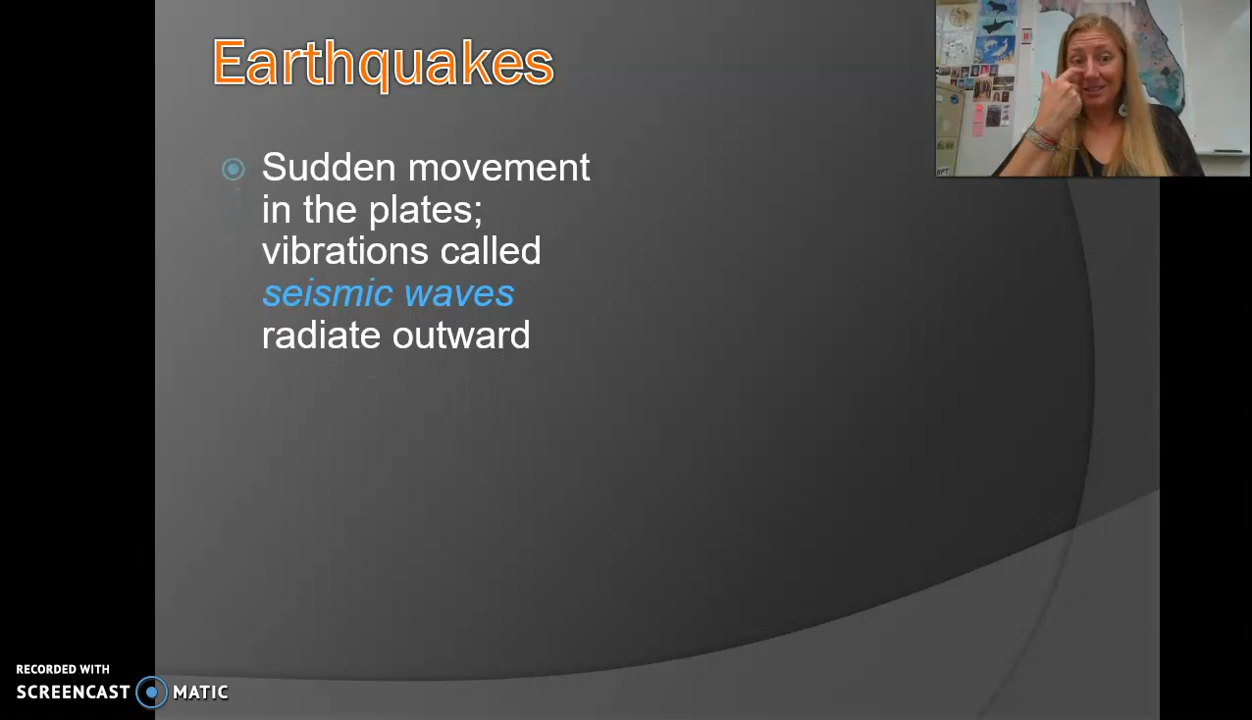 Earthquakes
Sudden movement
in the plates;
vibrations called
seismic waves
radiate outward
RECORDED WITH
SCREENCAST MATIC